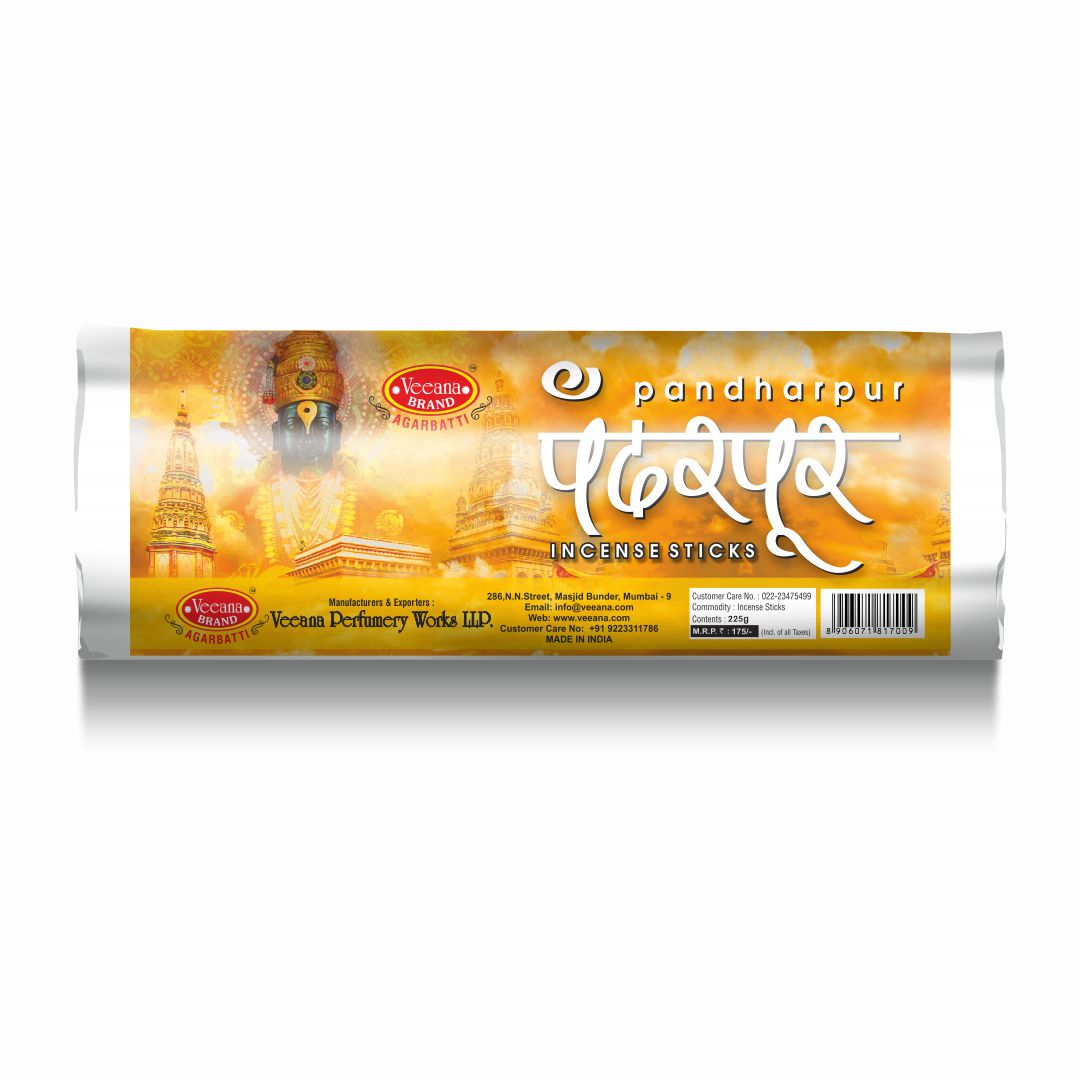 Veeana
BRAND
AGARBATTI
pandharpur
पंढरपूर
INCENSE STICKS
Veeana
BRAND
AGARBATTI
Manufacturers & Exporters :
Veeana Perfumery Works LLP.
286,N.N.Street, Masjid Bunder, Mumbai - 9
Email: info@veeana.com
Web: www.veeana.com
Customer Care No: +91 9223311786
MADE IN INDIA
Customer Care No. : 022-23475499
Commodity : Incense Sticks
Contents : 225g
M.R.P. ₹ : 175/- (Incl. of all Taxes)
8 906071 817009